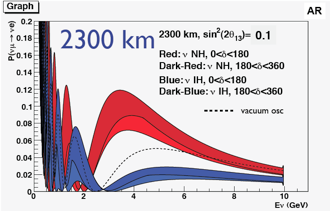 Graph
AR
2300 km
2300 km, sin²(2θ₁₃)= 0.1
Red: ν NH, 0<δ<180
Dark-Red: ν NH, 180<δ<360
Blue: ν IH, 0<δ<180
Dark-Blue: ν IH, 180<δ<360
vacuum osc
P(νμ → νe)
0.2
0.18
0.16
0.14
0.12
0.1
0.08
0.06
0.04
0.02
0
0 2 4 6 8 10
Eν (GeV)